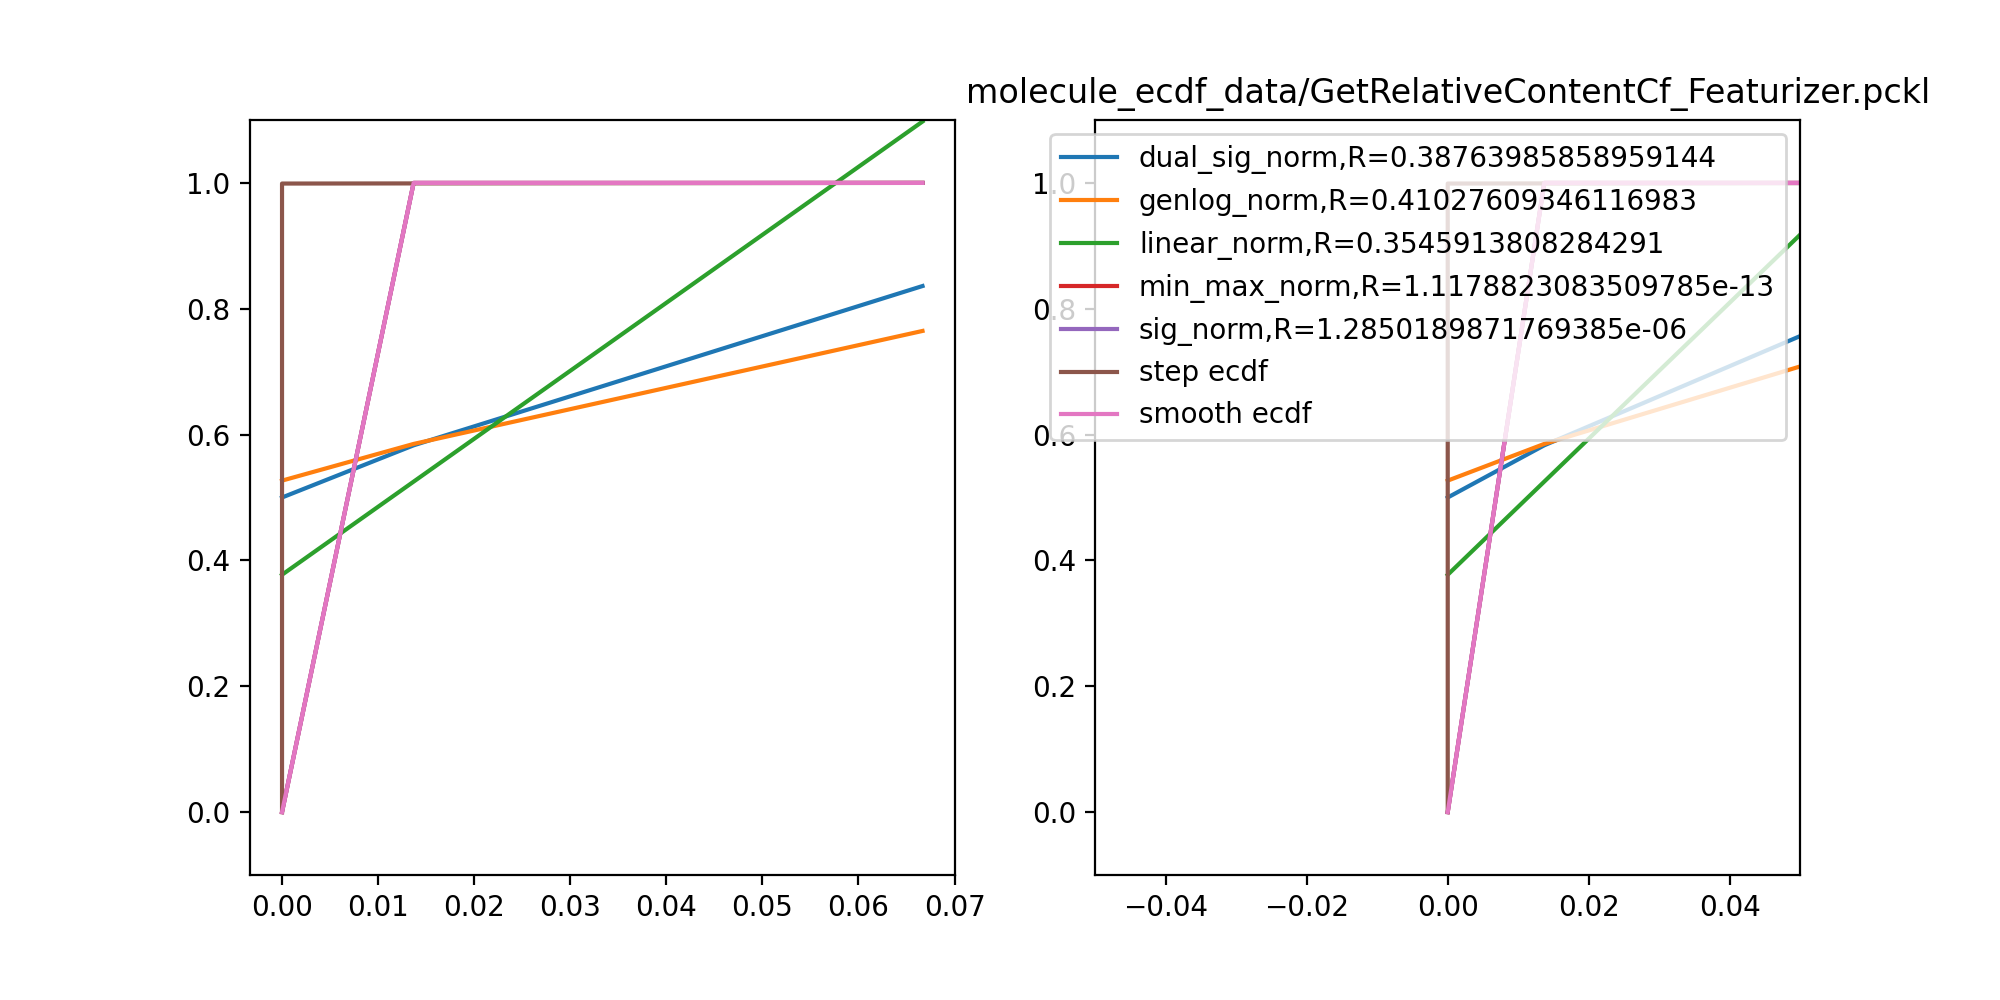 molecule_ecdf_data/GetRelativeContentCf_Featurizer.pckl
1.0
0.8
0.6
0.4
0.2
0.0
0.00 0.01 0.02 0.03 0.04 0.05 0.06 0.07
dual_sig_norm,R=0.38763985858959144
genlog_norm,R=0.41027609346116983
linear_norm,R=0.3545913808284291
min_max_norm,R=1.1178823083509785e-13
sig_norm,R=1.2850189871769385e-06
step ecdf
smooth ecdf
1.0
0.8
0.6
0.4
0.2
0.0
−0.04 −0.02 0.00 0.02 0.04